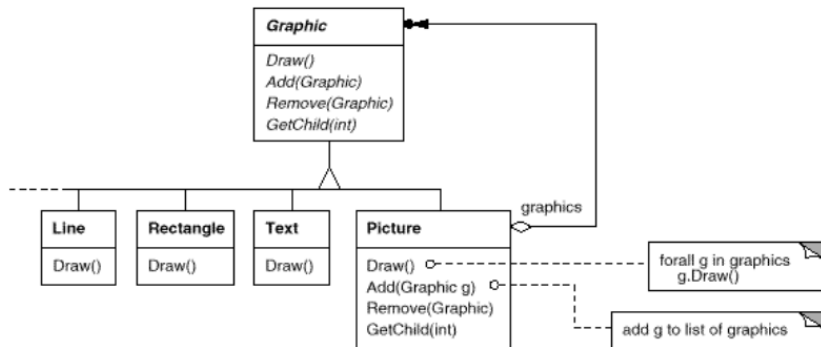 Graphic
Draw()
Add(Graphic)
Remove(Graphic)
GetChild(int)
graphics
Line
Draw()
Rectangle
Draw()
Text
Draw()
Picture
Draw()
Add(Graphic g)
Remove(Graphic)
GetChild(int)
forall g in graphics
g.Draw()
add g to list of graphics